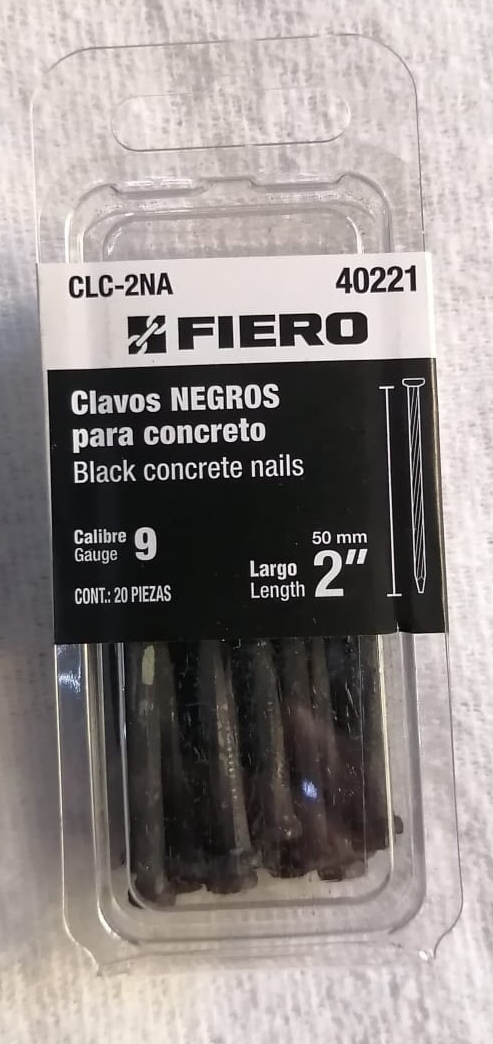 CLC-2NA 40221
FIERO
Clavos NEGROS
para concreto
Black concrete nails
Calibre
Gauge 9
CONT.: 20 PIEZAS
50 mm
Largo
Length 2"